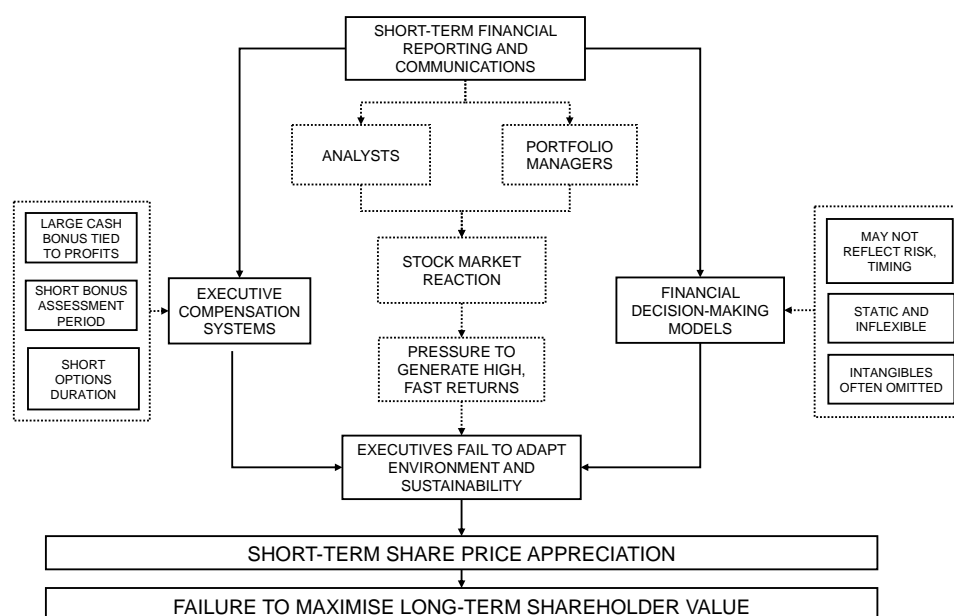 SHORT-TERM FINANCIAL
REPORTING AND
COMMUNICATIONS
ANALYSTS
PORTFOLIO
MANAGERS
LARGE CASH
BONUS TIED
TO PROFITS
SHORT BONUS
ASSESSMENT
PERIOD
SHORT
OPTIONS
DURATION
EXECUTIVE
COMPENSATION
SYSTEMS
STOCK MARKET
REACTION
PRESSURE TO
GENERATE HIGH,
FAST RETURNS
FINANCIAL
DECISION-MAKING
MODELS
MAY NOT
REFLECT RISK,
TIMING
STATIC AND
INFLEXIBLE
INTANGIBLES
OFTEN OMITTED
EXECUTIVES FAIL TO ADAPT
ENVIRONMENT AND
SUSTAINABILITY
SHORT-TERM SHARE PRICE APPRECIATION
FAILURE TO MAXIMISE LONG-TERM SHAREHOLDER VALUE